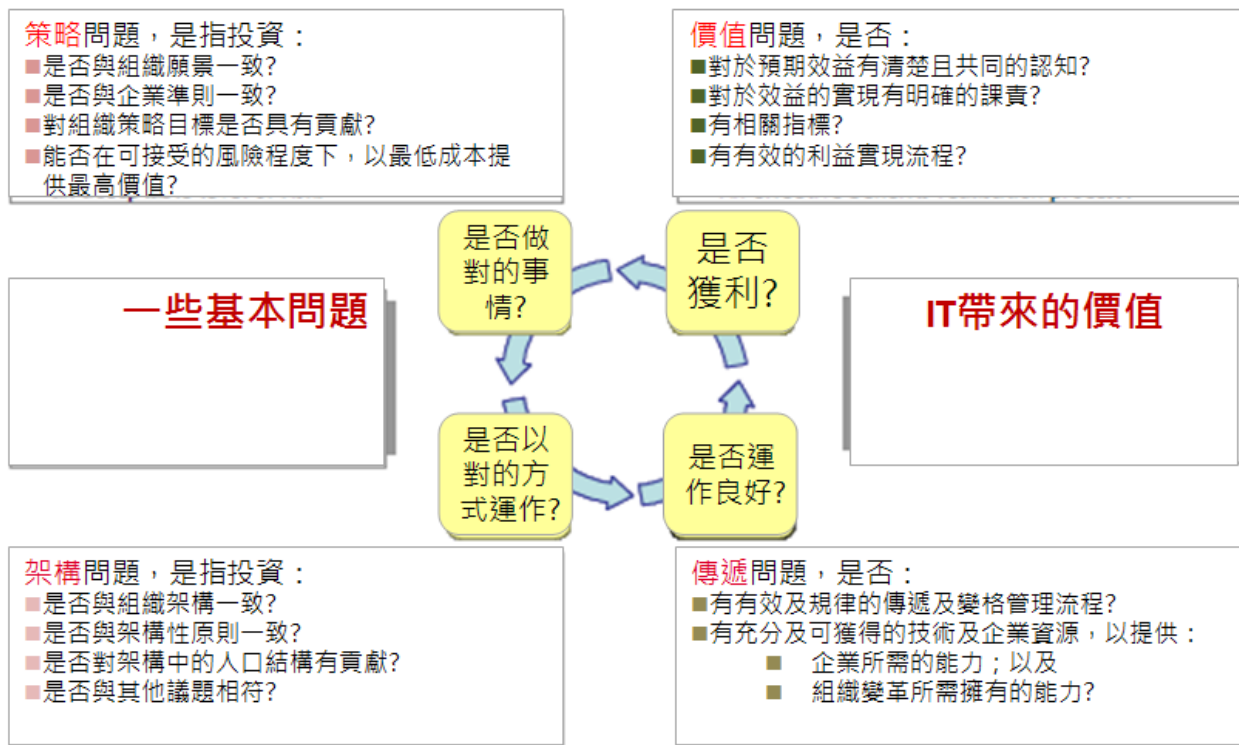 策略問題，是指投資：
■是否與組織願景一致?
■是否與企業準則一致?
■對組織策略目標是否具有貢獻?
■能否在可接受的風險程度下，以最低成本提
供最高價值?
價值問題，是否：
■對於預期效益有清楚且共同的認知?
■對於效益的實現有明確的課責?
■有相關指標?
■有有效的利益實現流程?
是否做
對的事
情?
是否
獲利?
一些基本問題
IT帶來的價值
是否以
對的方
式運作?
是否運
作良好?
架構問題，是指投資：
■是否與組織架構一致?
■是否與架構性原則一致?
■是否對架構中的人口結構有貢獻?
■是否與其他議題相符?
傳遞問題，是否：
■有有效及規律的傳遞及變格管理流程?
■有充分及可獲得的技術及企業資源，以提供：
■ 企業所需的能力；以及
■ 組織變革所需擁有的能力?